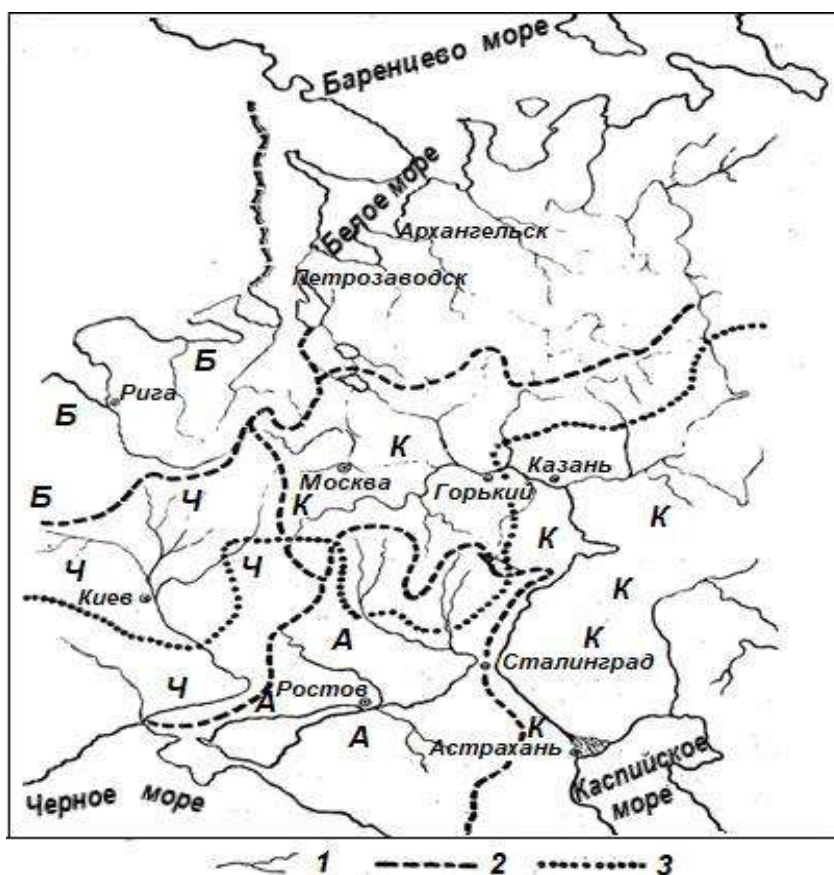 Баренцево море
Белое море
Архангельск
Петрозаводск
Б
Рига
Б
К
Москва
Казань
Горький
Б
Ч
К
К
К
Ч
Ч
Киев
К
А
К
Сталинград
Ч
Ростов
А
А
К
Астрахань
Каспийское
море
Черное море
1 2 3